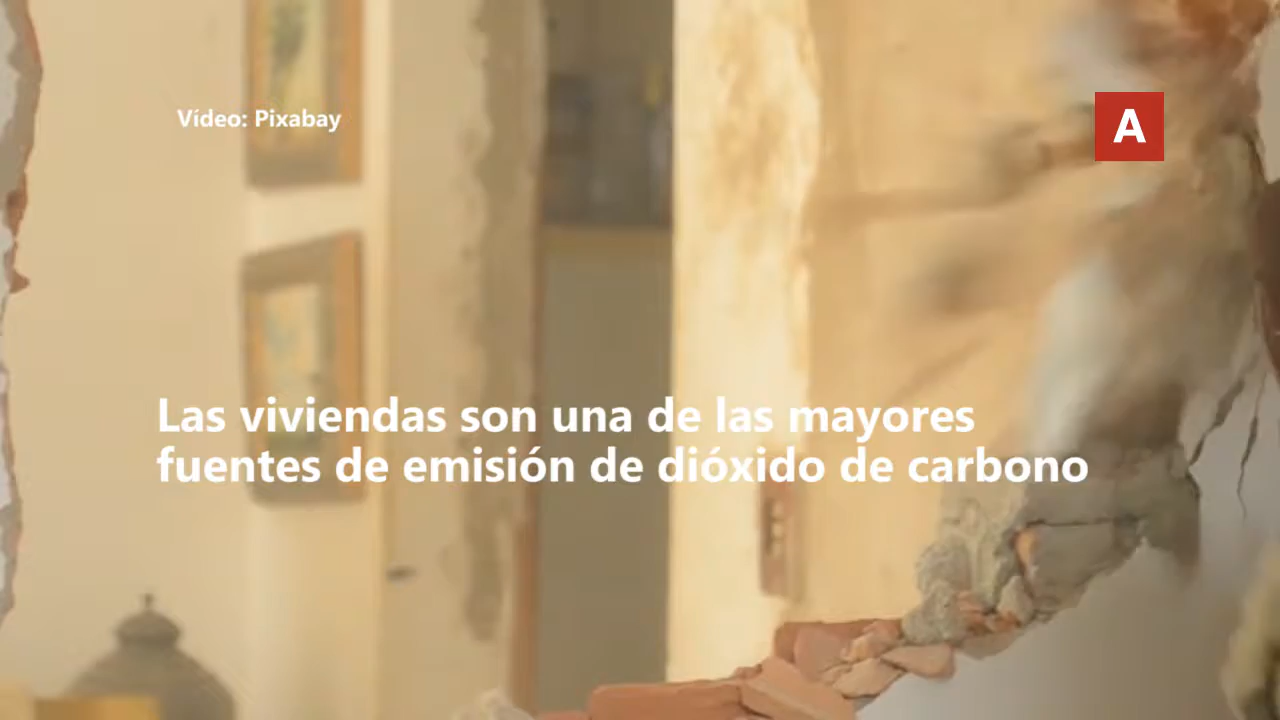 Vídeo: Pixabay
A
Las viviendas son una de las mayores
fuentes de emisión de dióxido de carbono